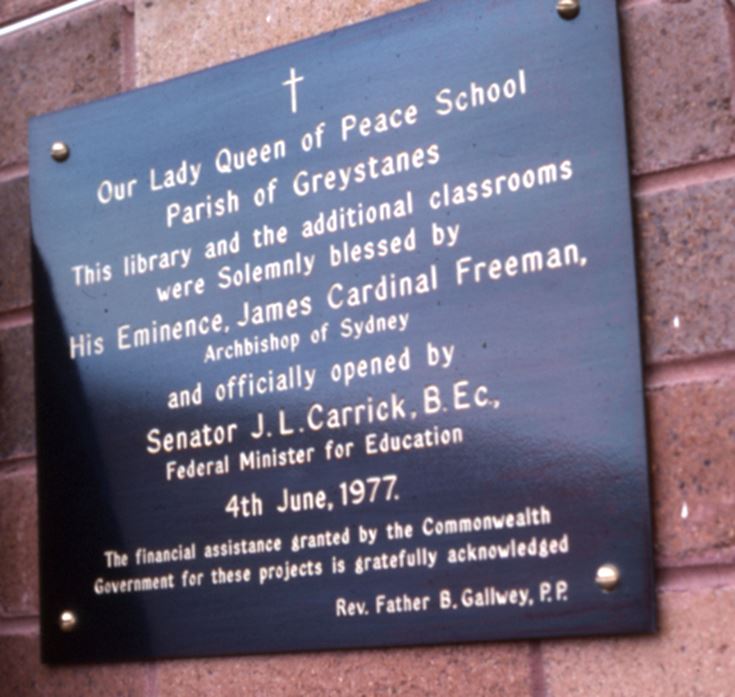 Our Lady Queen of Peace School
Parish of Greystanes
This library and the additional classrooms
were Solemnly blessed by
His Eminence, James Cardinal Freeman,
Archbishop of Sydney
and officially opened by
Senator J. L. Carrick, B. Ec.,
Federal Minister for Education
4th June, 1977.
The financial assistance granted by the Commonwealth
Government for these projects is gratefully acknowledged
Rev. Father B. Gallwey, P.P.